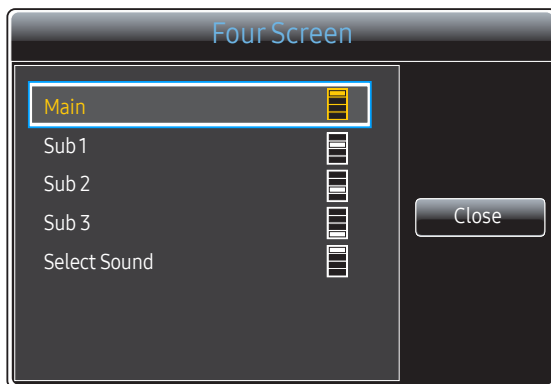 Four Screen
Main
Sub 1
Sub 2
Sub 3
Select Sound
Close